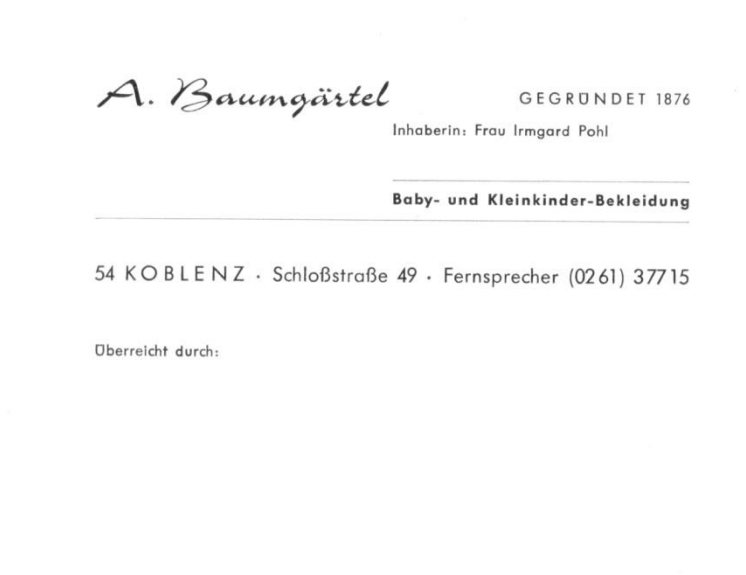 A. Baumgärtel
GEGRÜNDET 1876
Inhaberin: Frau Irmgard Pohl
Baby- und Kleinkinder-Bekleidung
54 KOBLENZ · Schloßstraße 49 · Fernsprecher (0261) 37715
Überreicht durch: